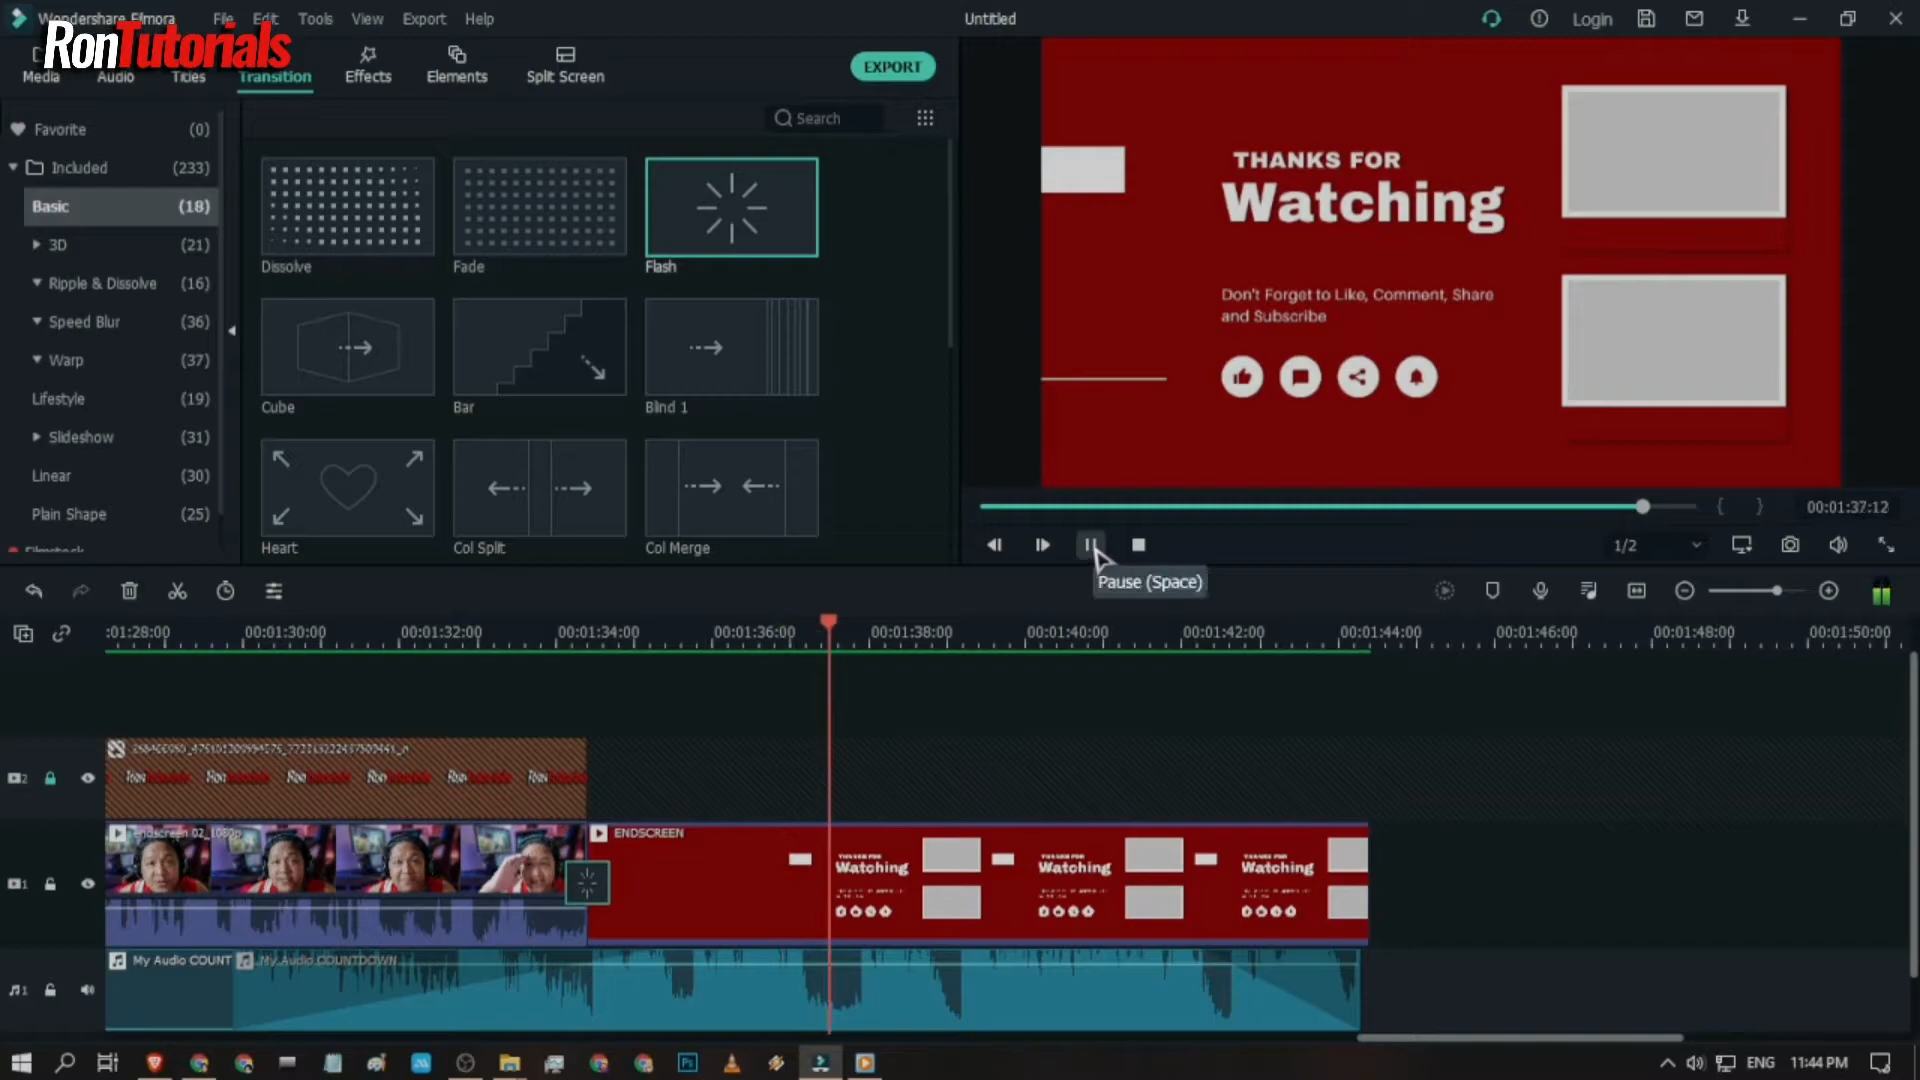 Wondershare Filmora
File
Edit
Tools
View
Export
Help
Untitled
Login
RonTutorials
Media
Audio
Titles
Transition
Effects
Elements
Split Screen
EXPORT
Search
Favorite (0)
Included (233)
Basic (18)
3D (21)
Ripple & Dissolve (16)
Speed Blur (36)
Warp (37)
Lifestyle (19)
Slideshow (31)
Linear (30)
Plain Shape (25)
Filmstock
Dissolve
Fade
Flash
Cube
Bar
Blind 1
Heart
Col Split
Col Merge
THANKS FOR
Watching
Don't Forget to Like, Comment, Share
and Subscribe
00:01:37:12
1/2
Pause (Space)
:01:28:00
00:01:30:00
00:01:32:00
00:01:34:00
00:01:36:00
00:01:38:00
00:01:40:00
00:01:42:00
00:01:44:00
00:01:46:00
00:01:48:00
00:01:50:00
2
1
endscreen 02_1080p
ENDSCREEN
THANKS FOR
Watching
THANKS FOR
Watching
THANKS FOR
Watching
1
My Audio COUNT
My Audio COUNTDOWN
Ps
ENG
11:44 PM